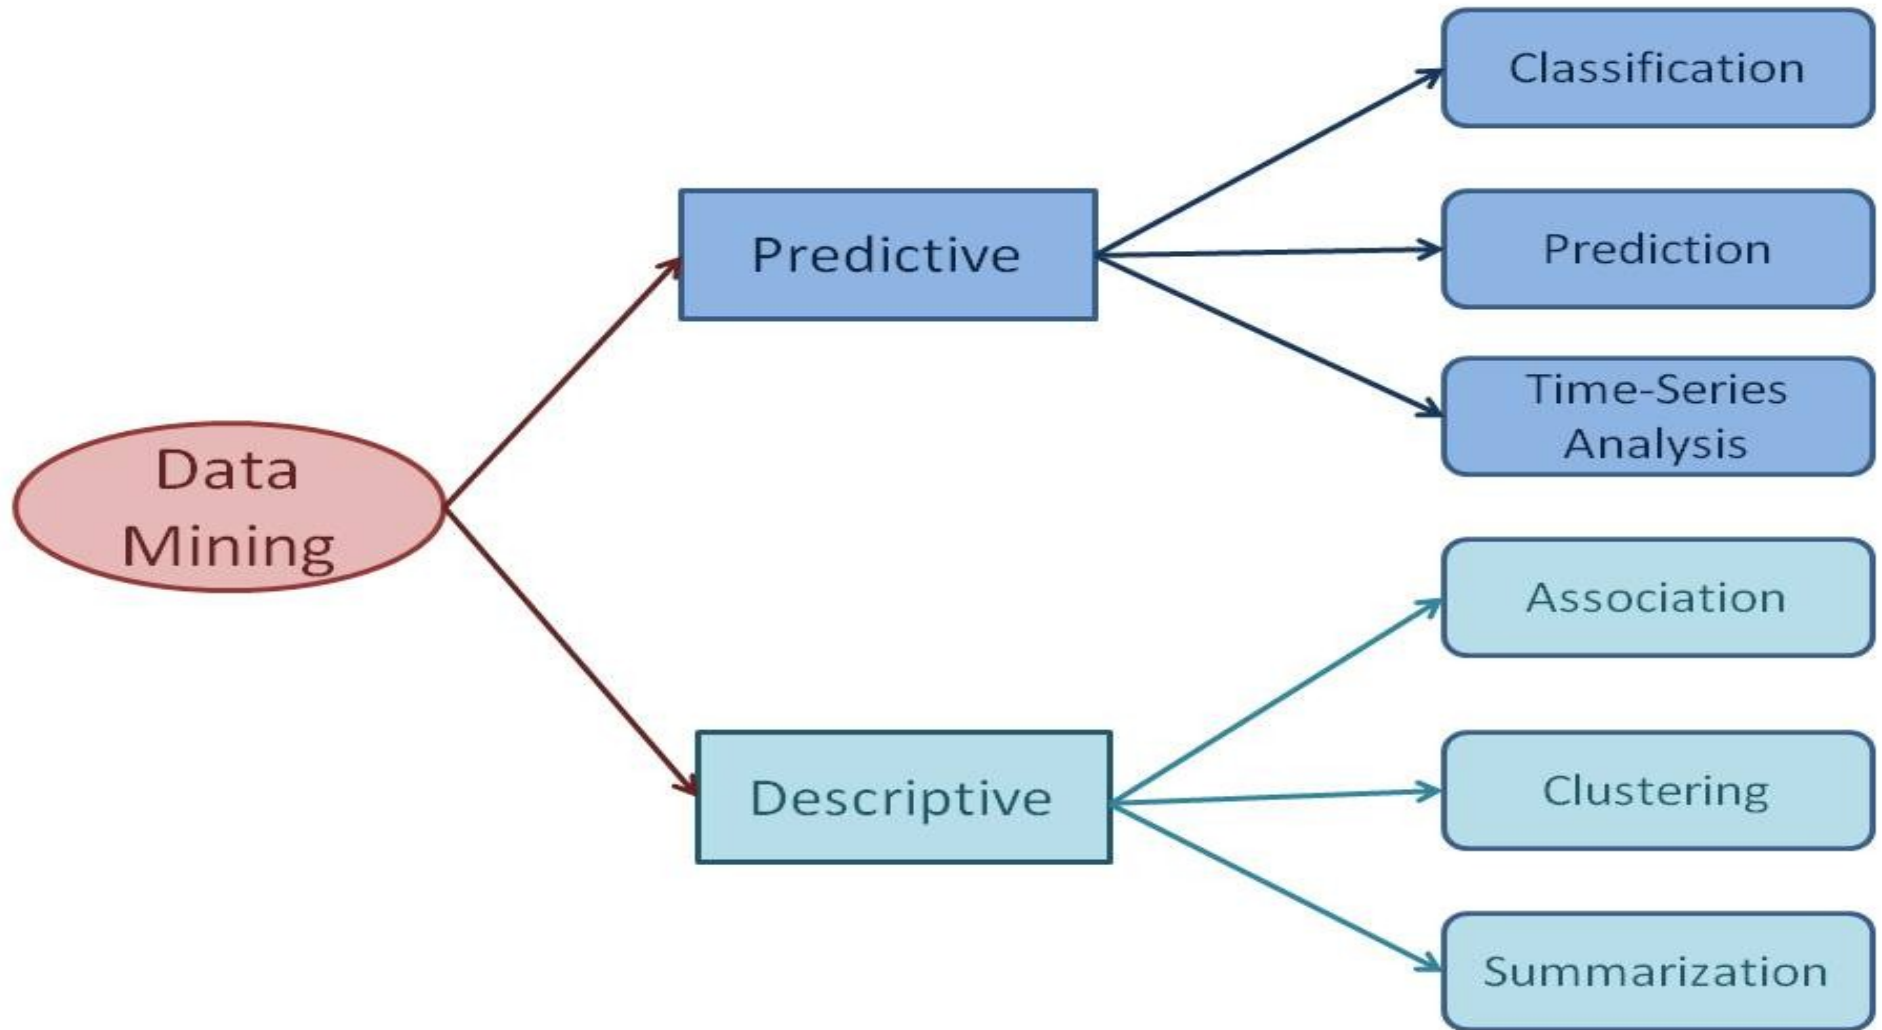 Data
Mining
Predictive
Classification
Prediction
Time-Series
Analysis
Descriptive
Association
Clustering
Summarization